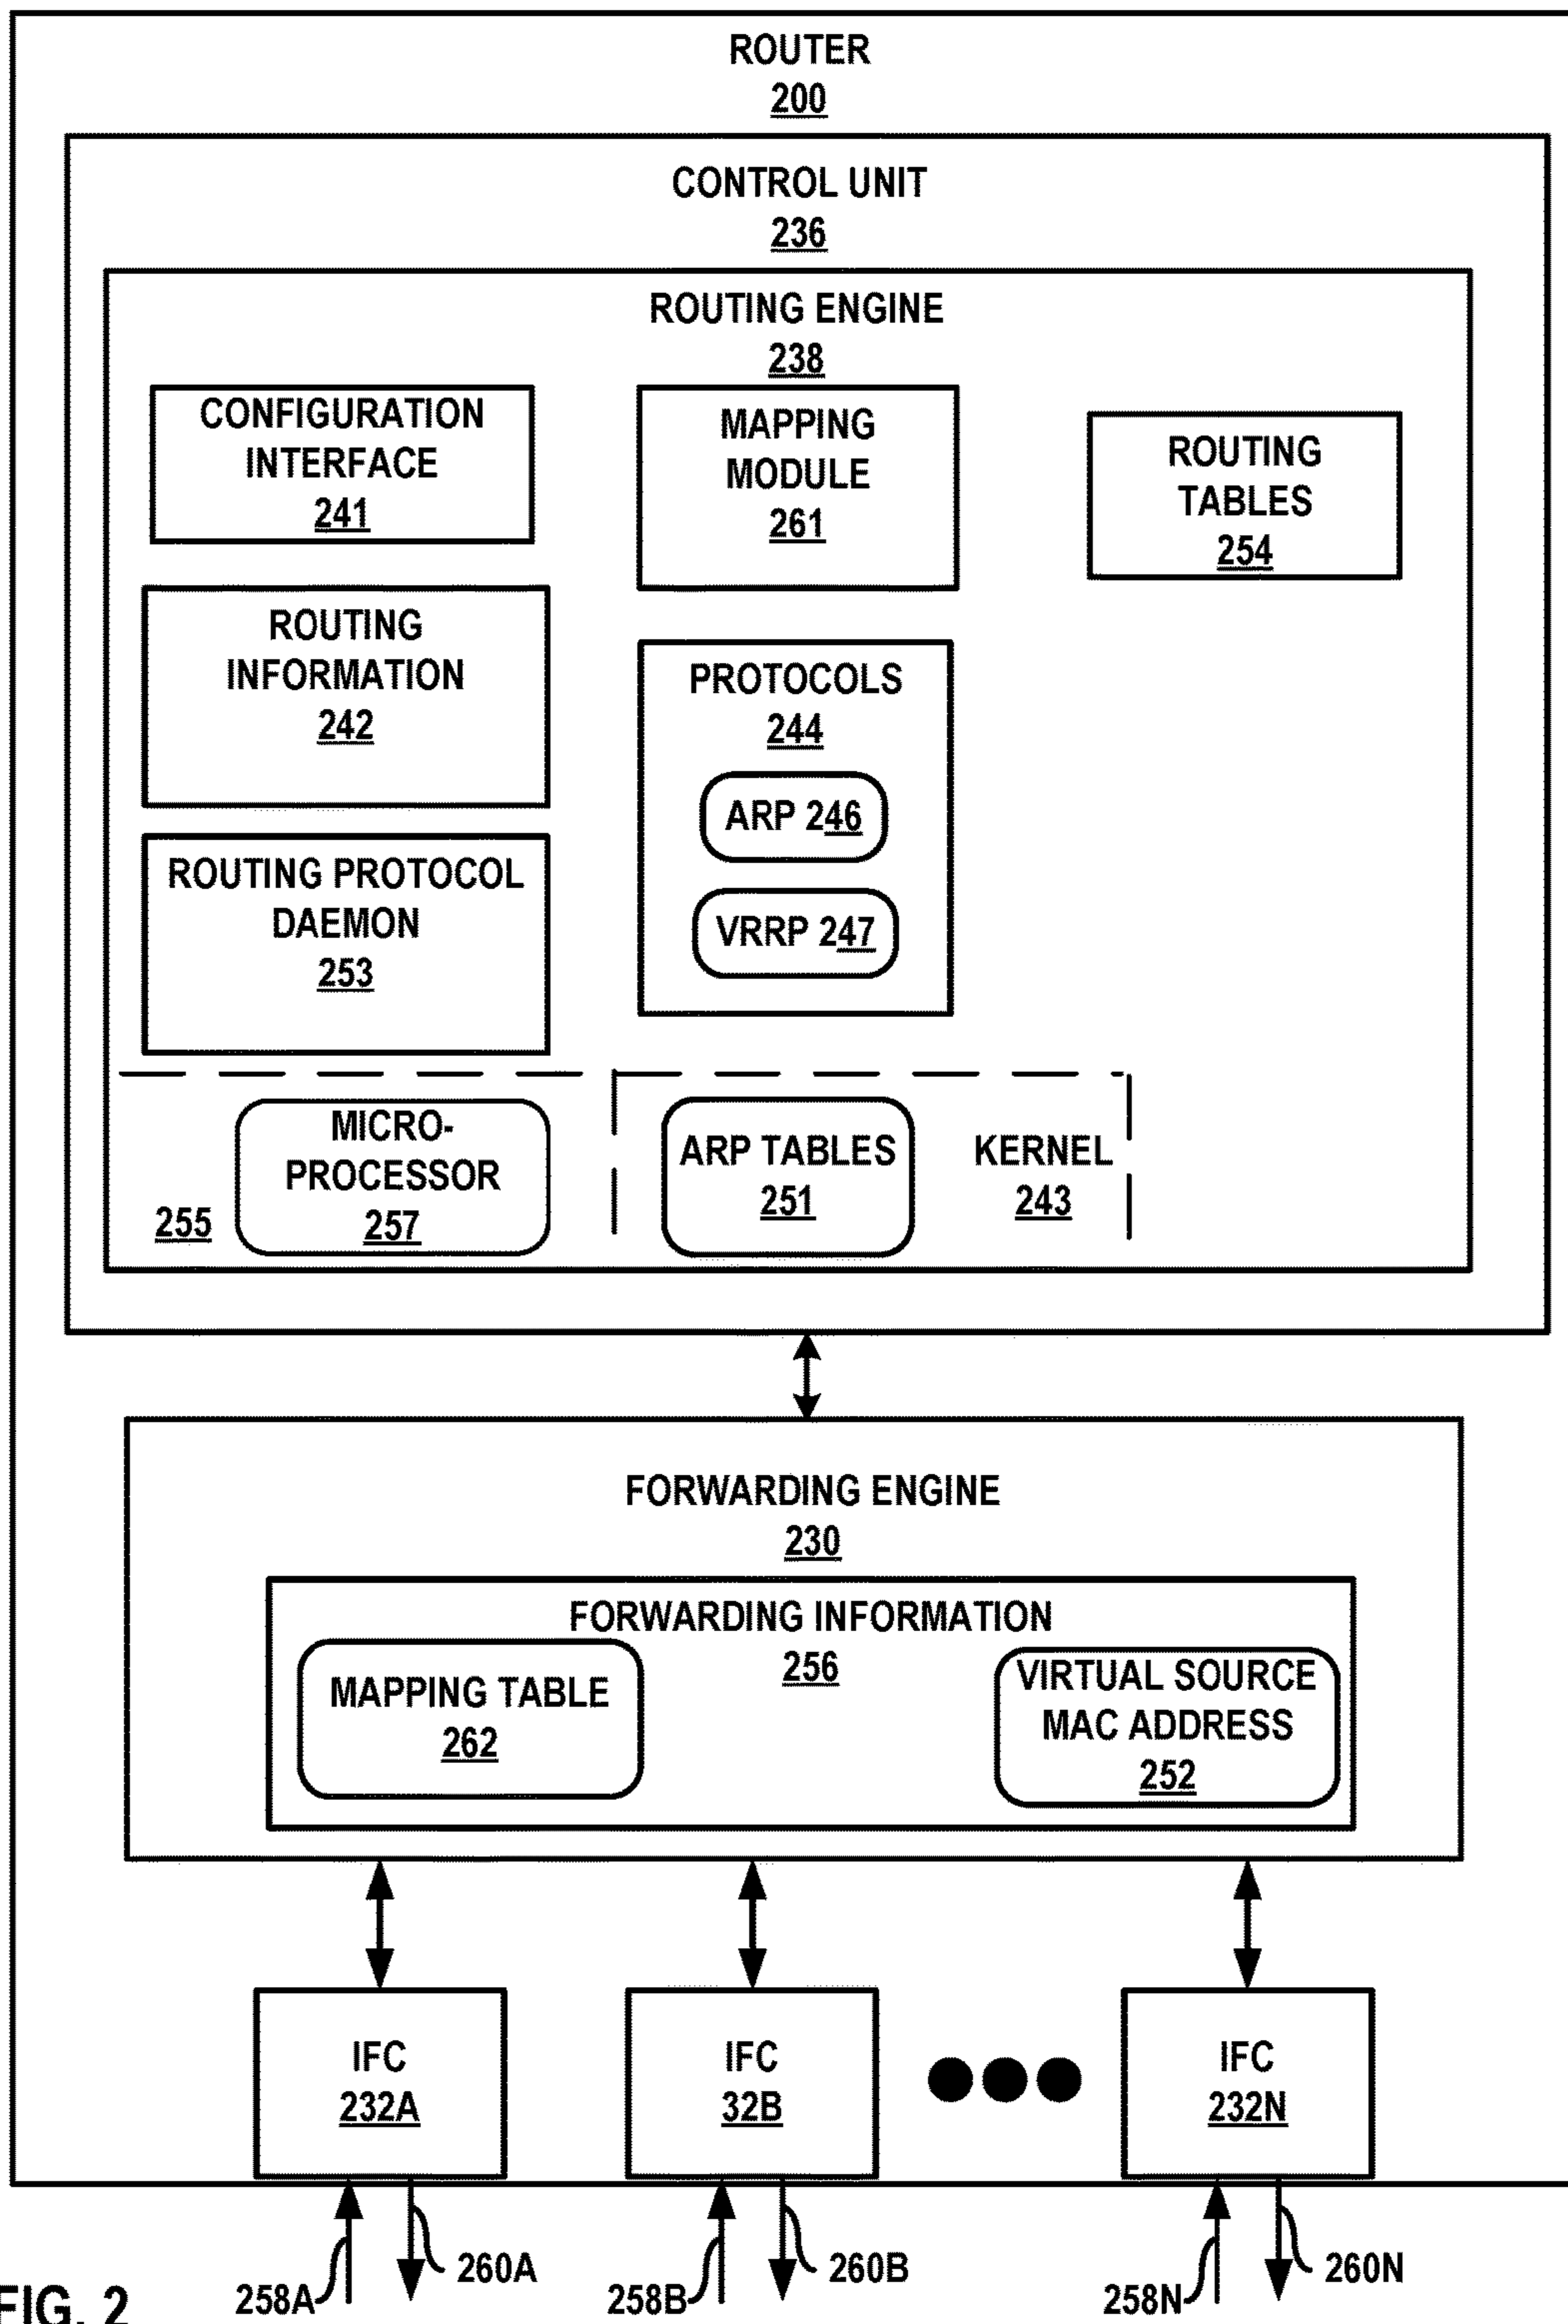 ROUTER
200
CONTROL UNIT
236
ROUTING ENGINE
238
CONFIGURATION
INTERFACE
241
MAPPING
MODULE
261
ROUTING
TABLES
254
ROUTING
INFORMATION
242
PROTOCOLS
244
ARP 246
VRRP 247
ROUTING PROTOCOL
DAEMON
253
255
MICRO-
PROCESSOR
257
ARP TABLES
251
KERNEL
243
FORWARDING ENGINE
230
FORWARDING INFORMATION
256
MAPPING TABLE
262
VIRTUAL SOURCE
MAC ADDRESS
252
IFC
232A
IFC
32B
IFC
232N
258A
260A
258B
260B
258N
260N
FIG. 2